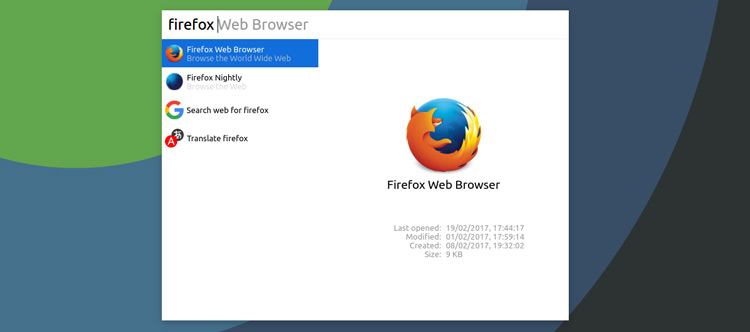 firefox Web Browser
Firefox Web Browser
Browse the World Wide Web
Firefox Nightly
Browse the Web
Search web for firefox
Translate firefox
Firefox Web Browser
Last opened: 19/02/2017, 17:44:17
Modified: 01/02/2017, 17:59:14
Created: 08/02/2017, 19:32:02
Size: 9 KB